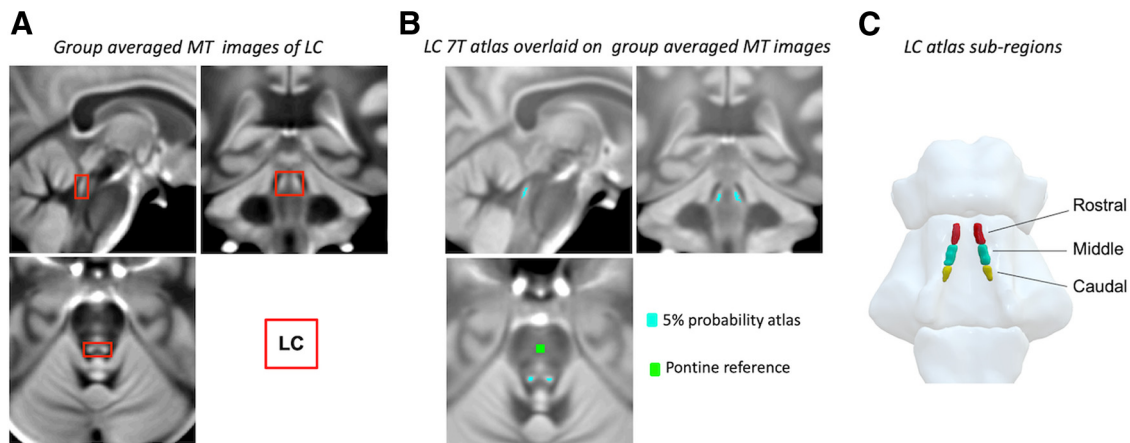 A
Group averaged MT images of LC
LC
B
LC 7T atlas overlaid on group averaged MT images
5% probability atlas
Pontine reference
C
LC atlas sub-regions
Rostral
Middle
Caudal